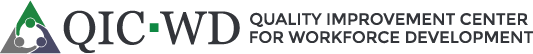 QIC-WD
QUALITY IMPROVEMENT CENTER
FOR WORKFORCE DEVELOPMENT